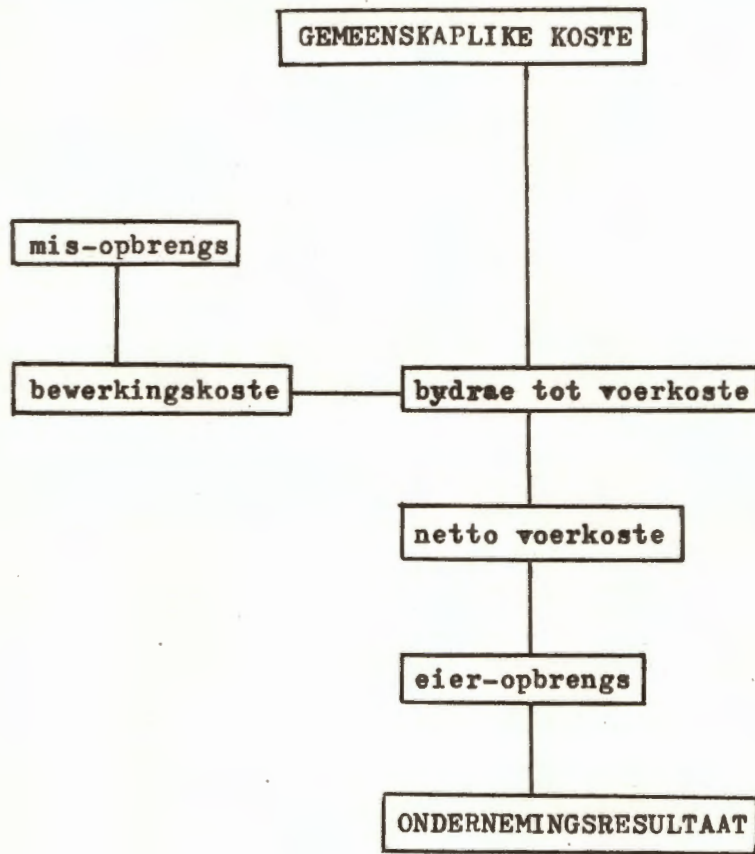 GEMEENSKAPLIKE KOSTE
mis-opbrengs
bewerkingskoste
bydrae tot voerkoste
netto voerkoste
eier-opbrengs
ONDERNEMINGSRESULTAAT